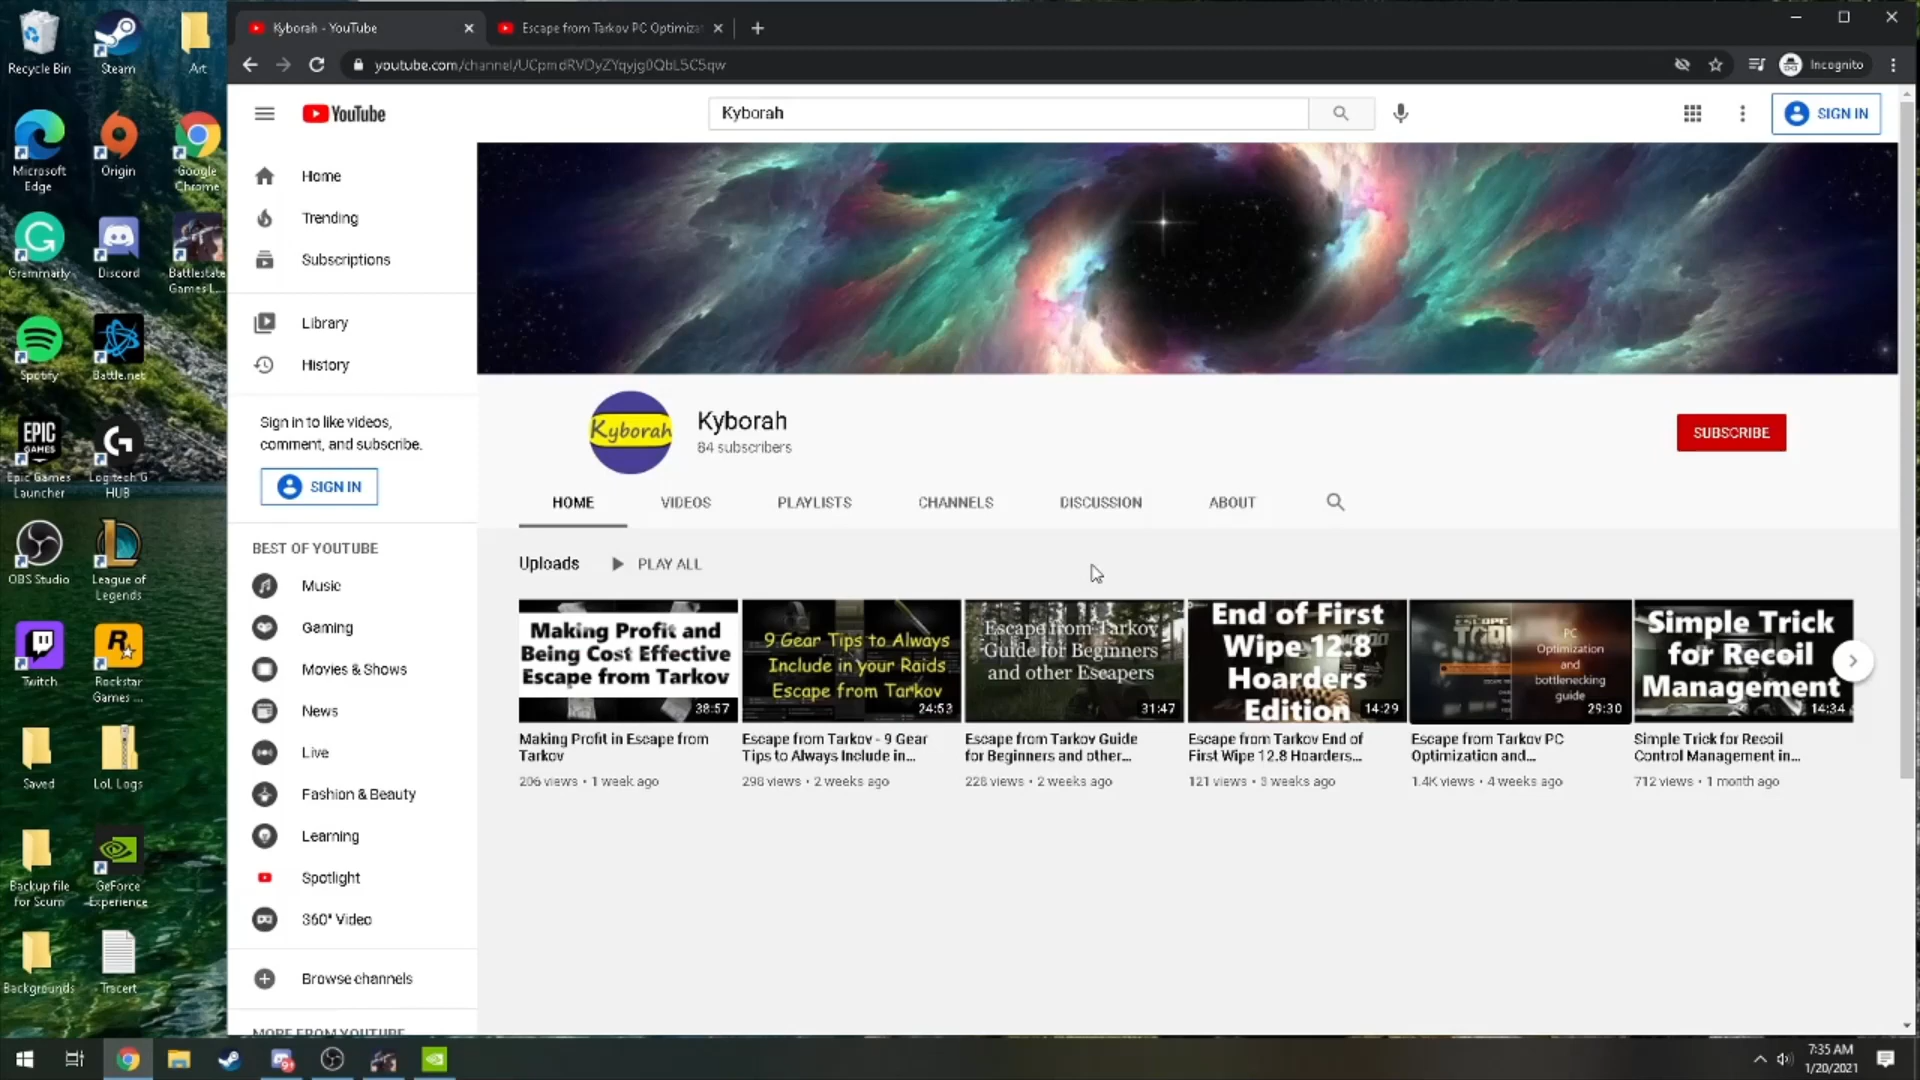 Recycle Bin
Steam
Art
Microsoft
Edge
Origin
Google
Chrome
Grammarly
Discord
Battlestate
Games L...
Spotify
Battle.net
EPIC
GAMES
Epic Games
Launcher
Logitech G
HUB
OBS Studio
League of
Legends
Twitch
Rockstar
Games ...
Saved
LoL Logs
Backup file
for Scum
GeForce
Experience
Backgrounds
Tracert
Kyborah - YouTube
Escape from Tarkov PC Optimiza
Incognito
YouTube
Kyborah
SIGN IN
Home
Trending
Subscriptions
Library
History
Sign in to like videos,
comment, and subscribe.
SIGN IN
BEST OF YOUTUBE
Music
Gaming
Movies & Shows
News
Live
Fashion & Beauty
Learning
Spotlight
360° Video
Browse channels
MORE FROM YOUTUBE
Kyborah
Kyborah
84 subscribers
SUBSCRIBE
HOME
VIDEOS
PLAYLISTS
CHANNELS
DISCUSSION
ABOUT
Uploads
PLAY ALL
Making Profit and
Being Cost Effective
Escape from Tarkov
38:57
Making Profit in Escape from
Tarkov
206 views • 1 week ago
9 Gear Tips to Always
Include in your Raids
Escape from Tarkov
24:53
Escape from Tarkov - 9 Gear
Tips to Always Include in...
298 views • 2 weeks ago
Escape from Tarkov
Guide for Beginners
and other Escapers
31:47
Escape from Tarkov Guide
for Beginners and other...
228 views • 2 weeks ago
End of First
Wipe 12.8
Hoarders
Edition
14:29
Escape from Tarkov End of
First Wipe 12.8 Hoarders...
121 views • 3 weeks ago
PC
Optimization
and
bottlenecking
guide
29:30
Escape from Tarkov PC
Optimization and...
1.4K views • 4 weeks ago
Simple Trick
for Recoil
Management
14:34
Simple Trick for Recoil
Control Management in...
712 views • 1 month ago
7:35 AM
1/20/2021